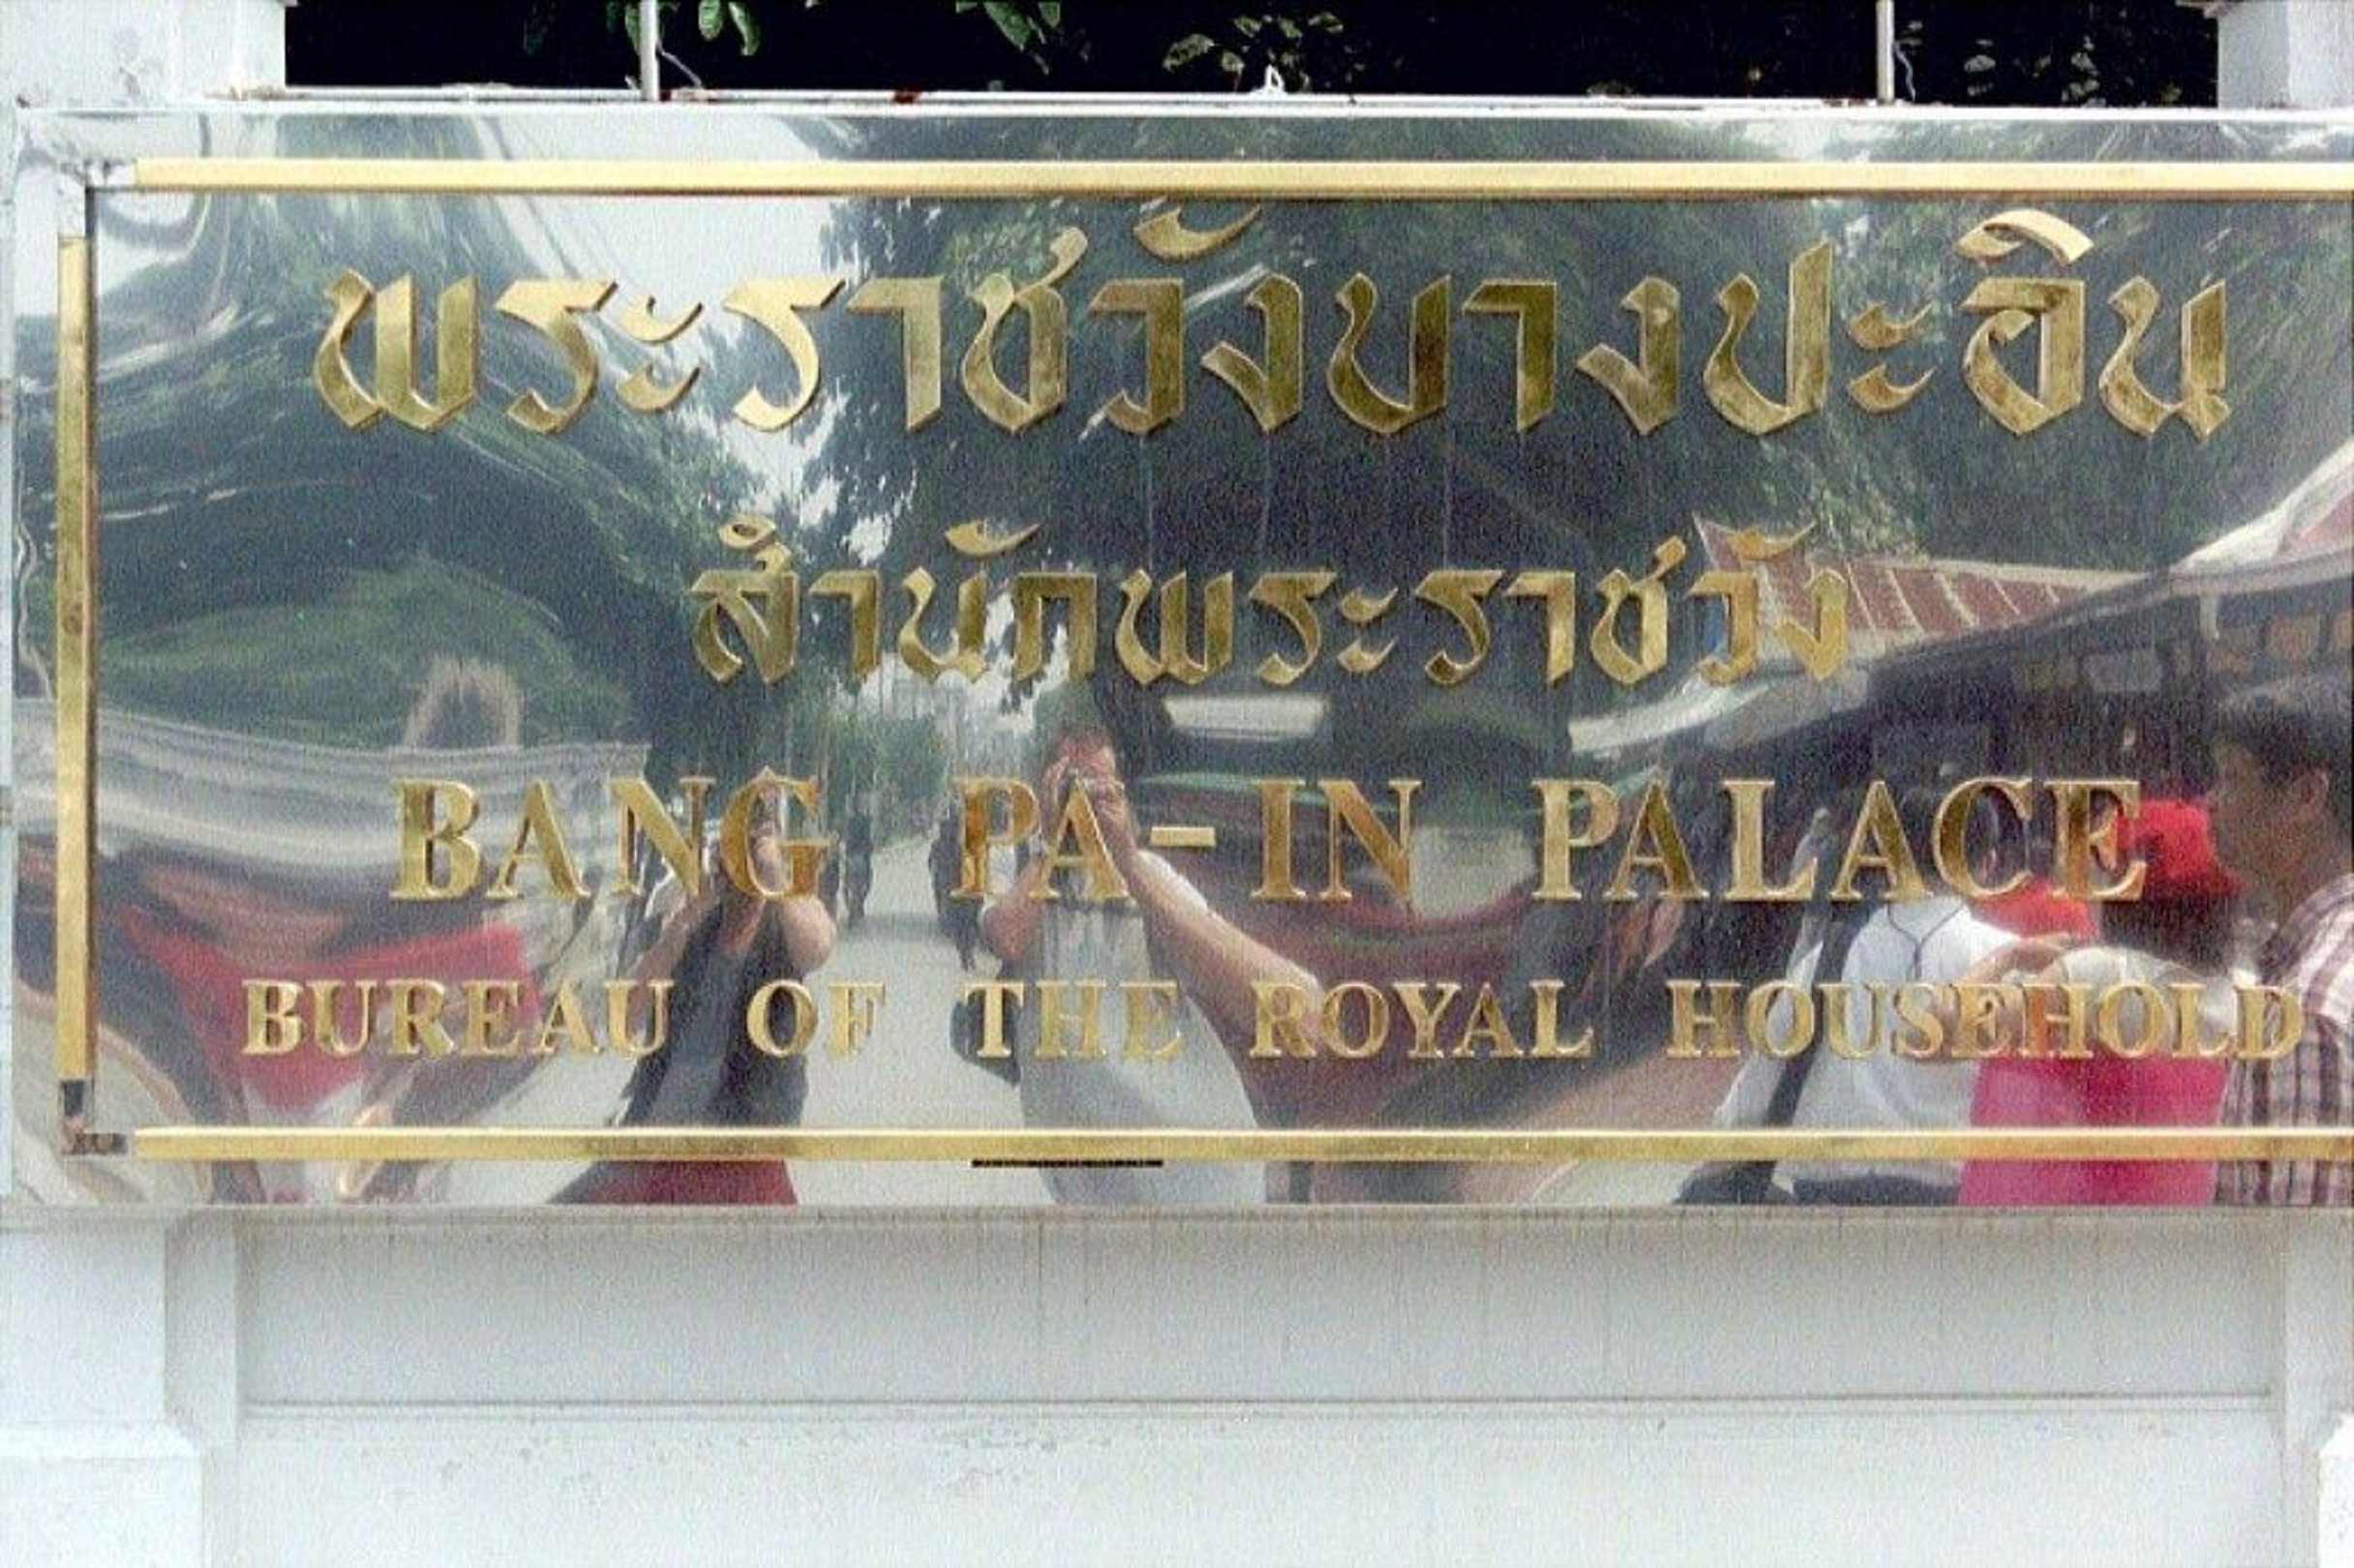 พระราชวังบางปะอิน
สำนักพระราชวัง
BANG PA-IN PALACE
BUREAU OF THE ROYAL HOUSEHOLD